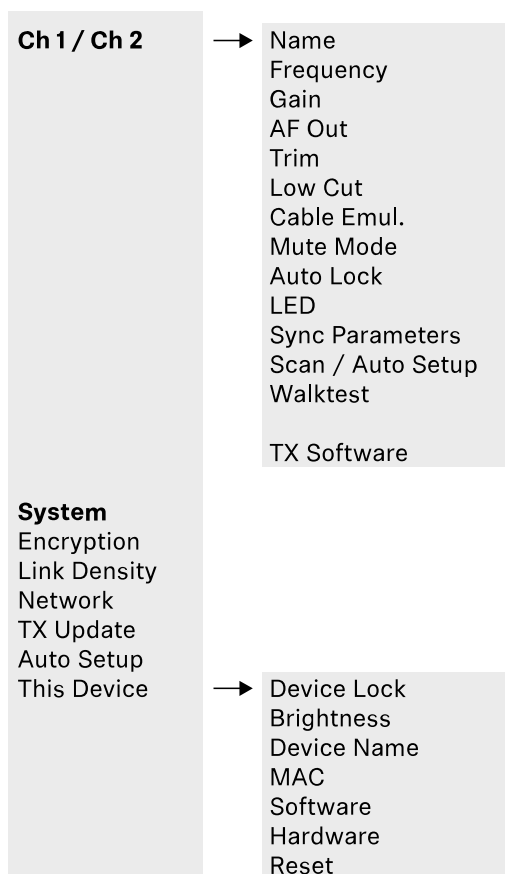 Ch 1 / Ch 2
Name
Frequency
Gain
AF Out
Trim
Low Cut
Cable Emul.
Mute Mode
Auto Lock
LED
Sync Parameters
Scan / Auto Setup
Walktest
TX Software
System
Encryption
Link Density
Network
TX Update
Auto Setup
This Device
Device Lock
Brightness
Device Name
MAC
Software
Hardware
Reset